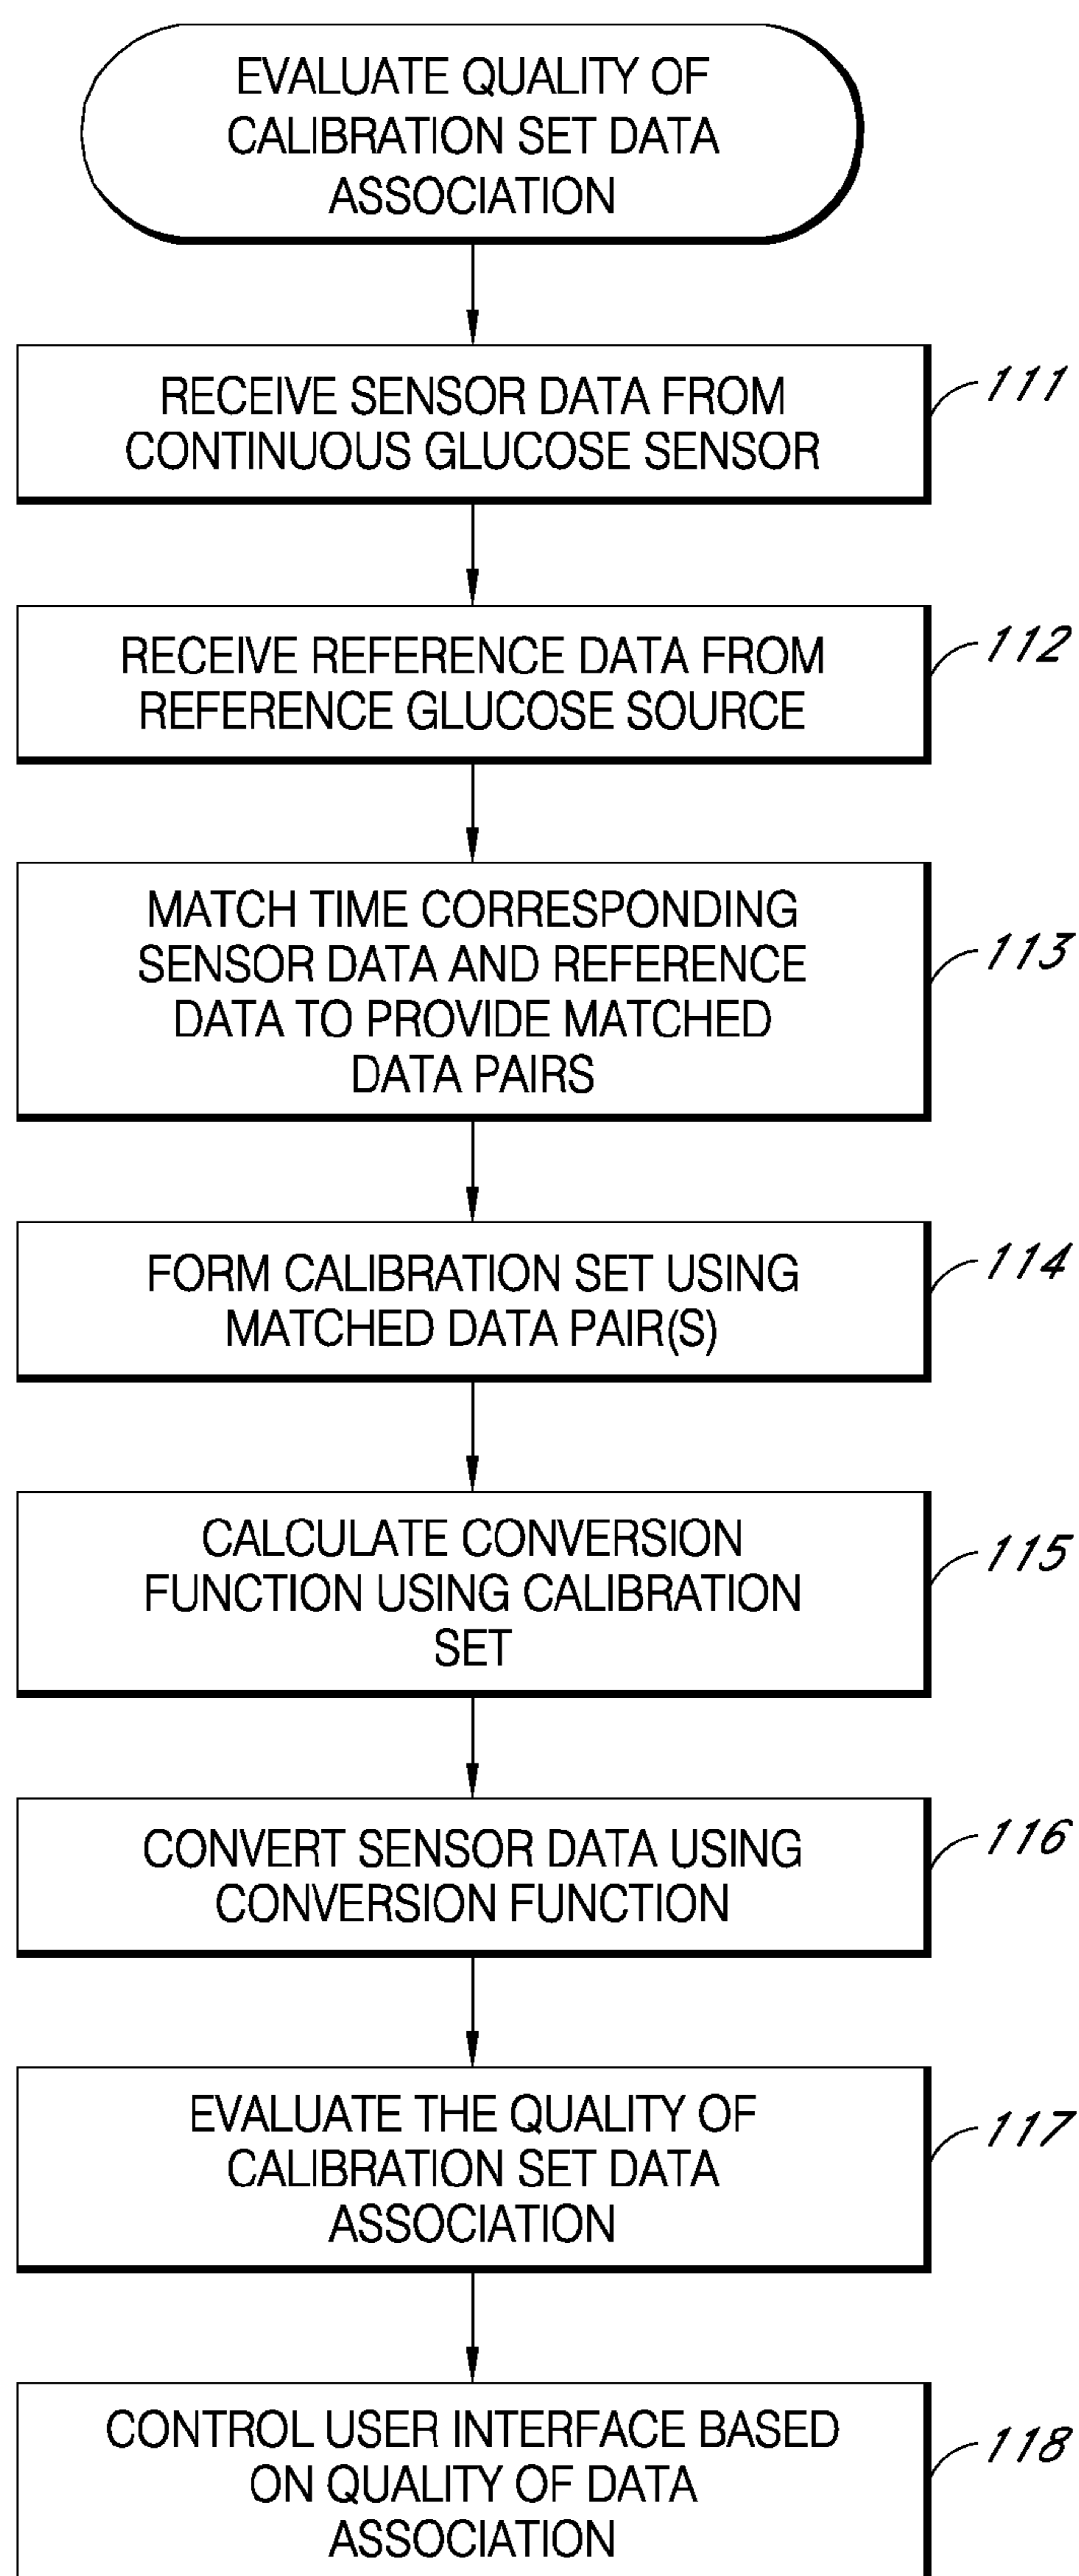 EVALUATE QUALITY OF
CALIBRATION SET DATA
ASSOCIATION
RECEIVE SENSOR DATA FROM
CONTINUOUS GLUCOSE SENSOR
111
RECEIVE REFERENCE DATA FROM
REFERENCE GLUCOSE SOURCE
112
MATCH TIME CORRESPONDING
SENSOR DATA AND REFERENCE
DATA TO PROVIDE MATCHED
DATA PAIRS
113
FORM CALIBRATION SET USING
MATCHED DATA PAIR(S)
114
CALCULATE CONVERSION
FUNCTION USING CALIBRATION
SET
115
CONVERT SENSOR DATA USING
CONVERSION FUNCTION
116
EVALUATE THE QUALITY OF
CALIBRATION SET DATA
ASSOCIATION
117
CONTROL USER INTERFACE BASED
ON QUALITY OF DATA
ASSOCIATION
118